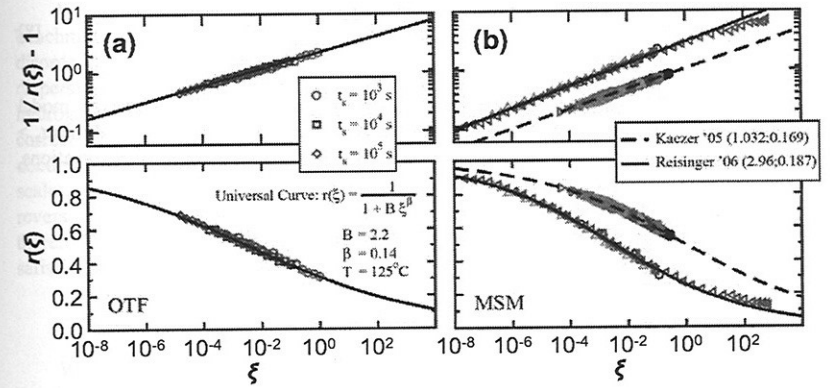 (a)
1 / r(ξ) - 1
10¹
10⁰
10⁻¹
t_s = 10³ s
t_s = 10⁴ s
t_s = 10⁵ s
(b)
Kaczer '05 (1.032;0.169)
Reisinger '06 (2.96;0.187)
r(ξ)
1.0
0.8
0.6
0.4
0.2
0.0
Universal Curve: r(ξ) = 1 / 1 + B ξ^β
B = 2.2
β = 0.14
T = 125°C
OTF
MSM
10⁻⁸ 10⁻⁶ 10⁻⁴ 10⁻² 10⁰ 10² 10⁻⁸ 10⁻⁶ 10⁻⁴ 10⁻² 10⁰ 10²
ξ ξ